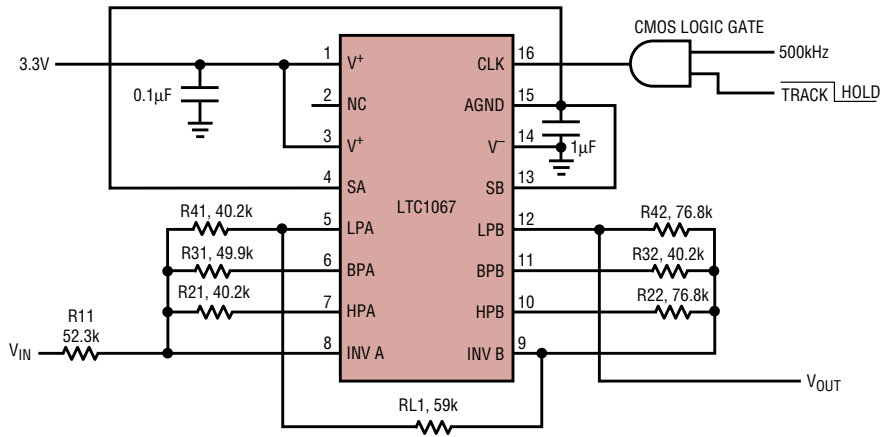 CMOS LOGIC GATE
500kHz
TRACK HOLD
3.3V
0.1µF
1µF
LTC1067
1 V+
2 NC
3 V+
4 SA
5 LPA
6 BPA
7 HPA
8 INV A
16 CLK
15 AGND
14 V–
13 SB
12 LPB
11 BPB
10 HPB
9 INV B
R41, 40.2k
R31, 49.9k
R21, 40.2k
R11
52.3k
VIN
R42, 76.8k
R32, 40.2k
R22, 76.8k
VOUT
RL1, 59k